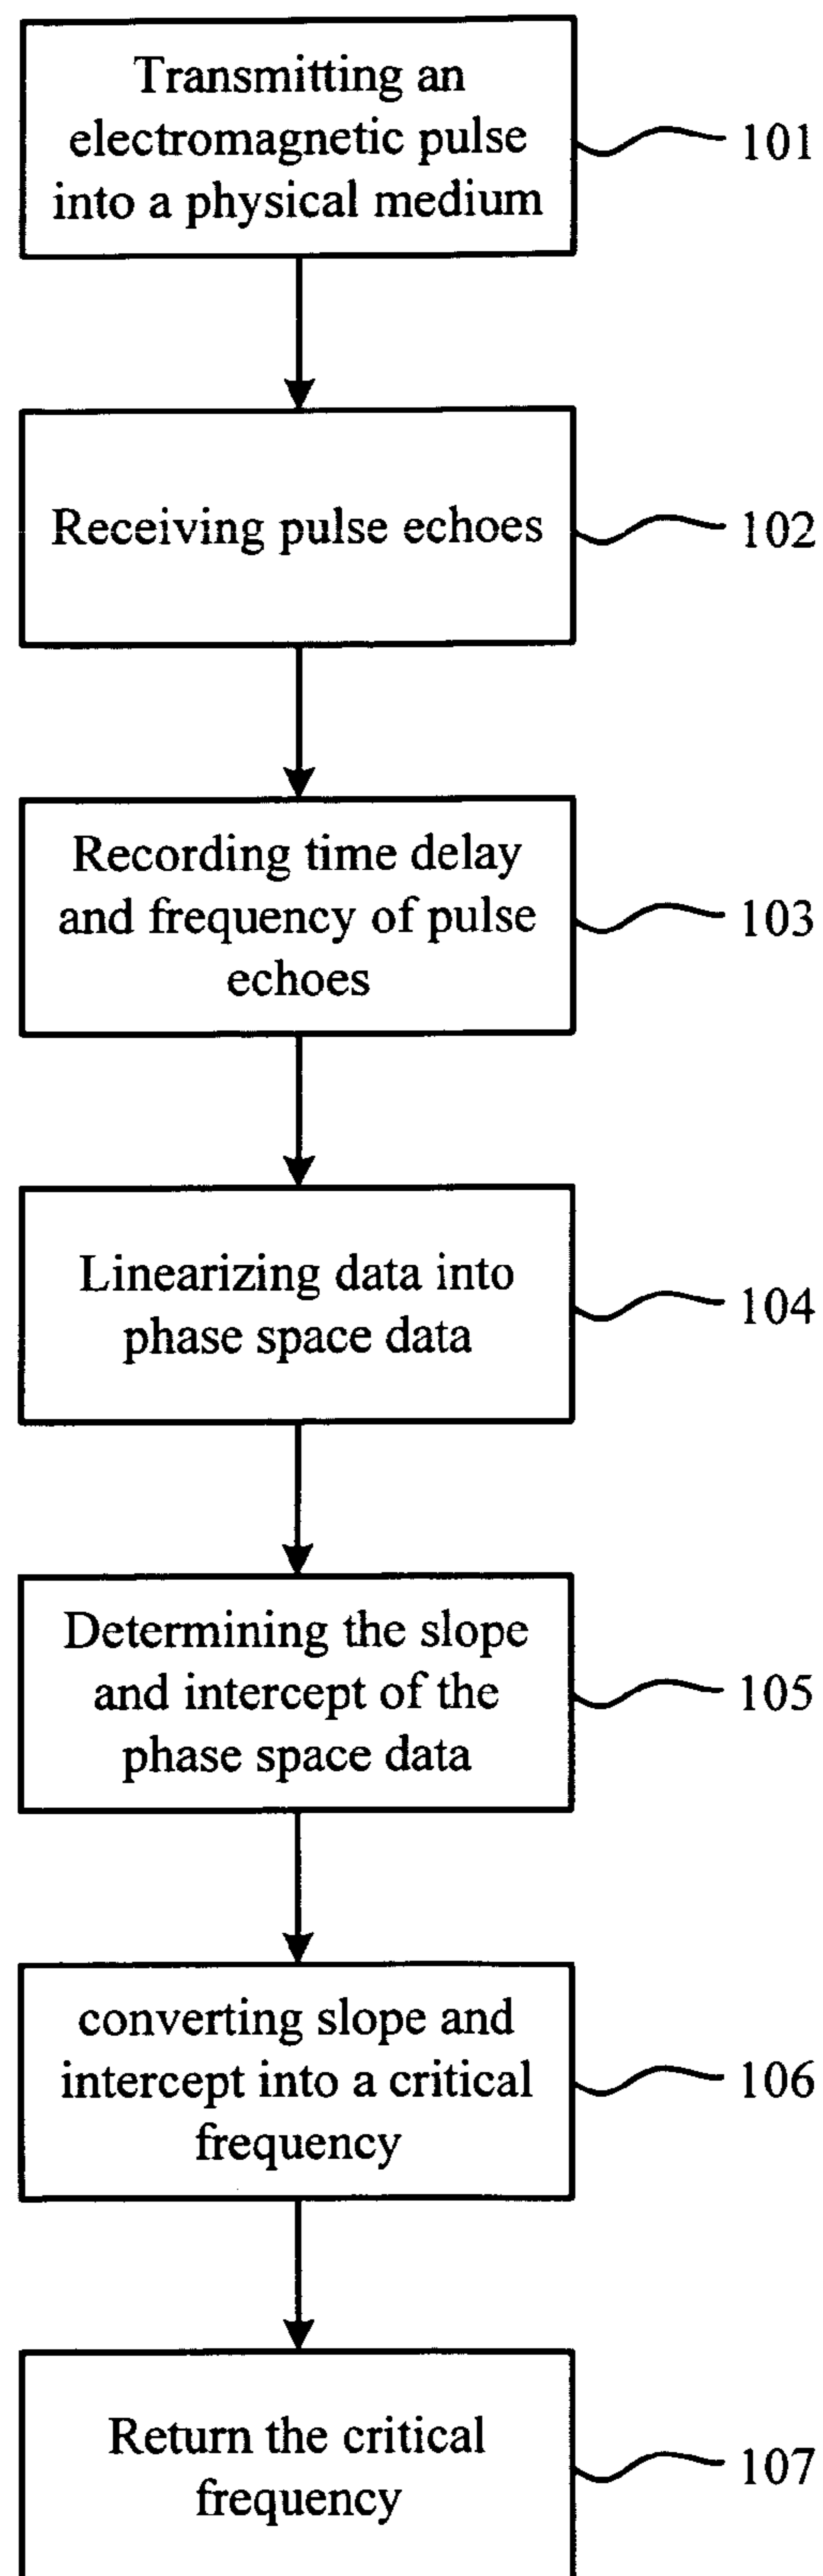 Transmitting an
electromagnetic pulse
into a physical medium
101
Receiving pulse echoes
102
Recording time delay
and frequency of pulse
echoes
103
Linearizing data into
phase space data
104
Determining the slope
and intercept of the
phase space data
105
converting slope and
intercept into a critical
frequency
106
Return the critical
frequency
107